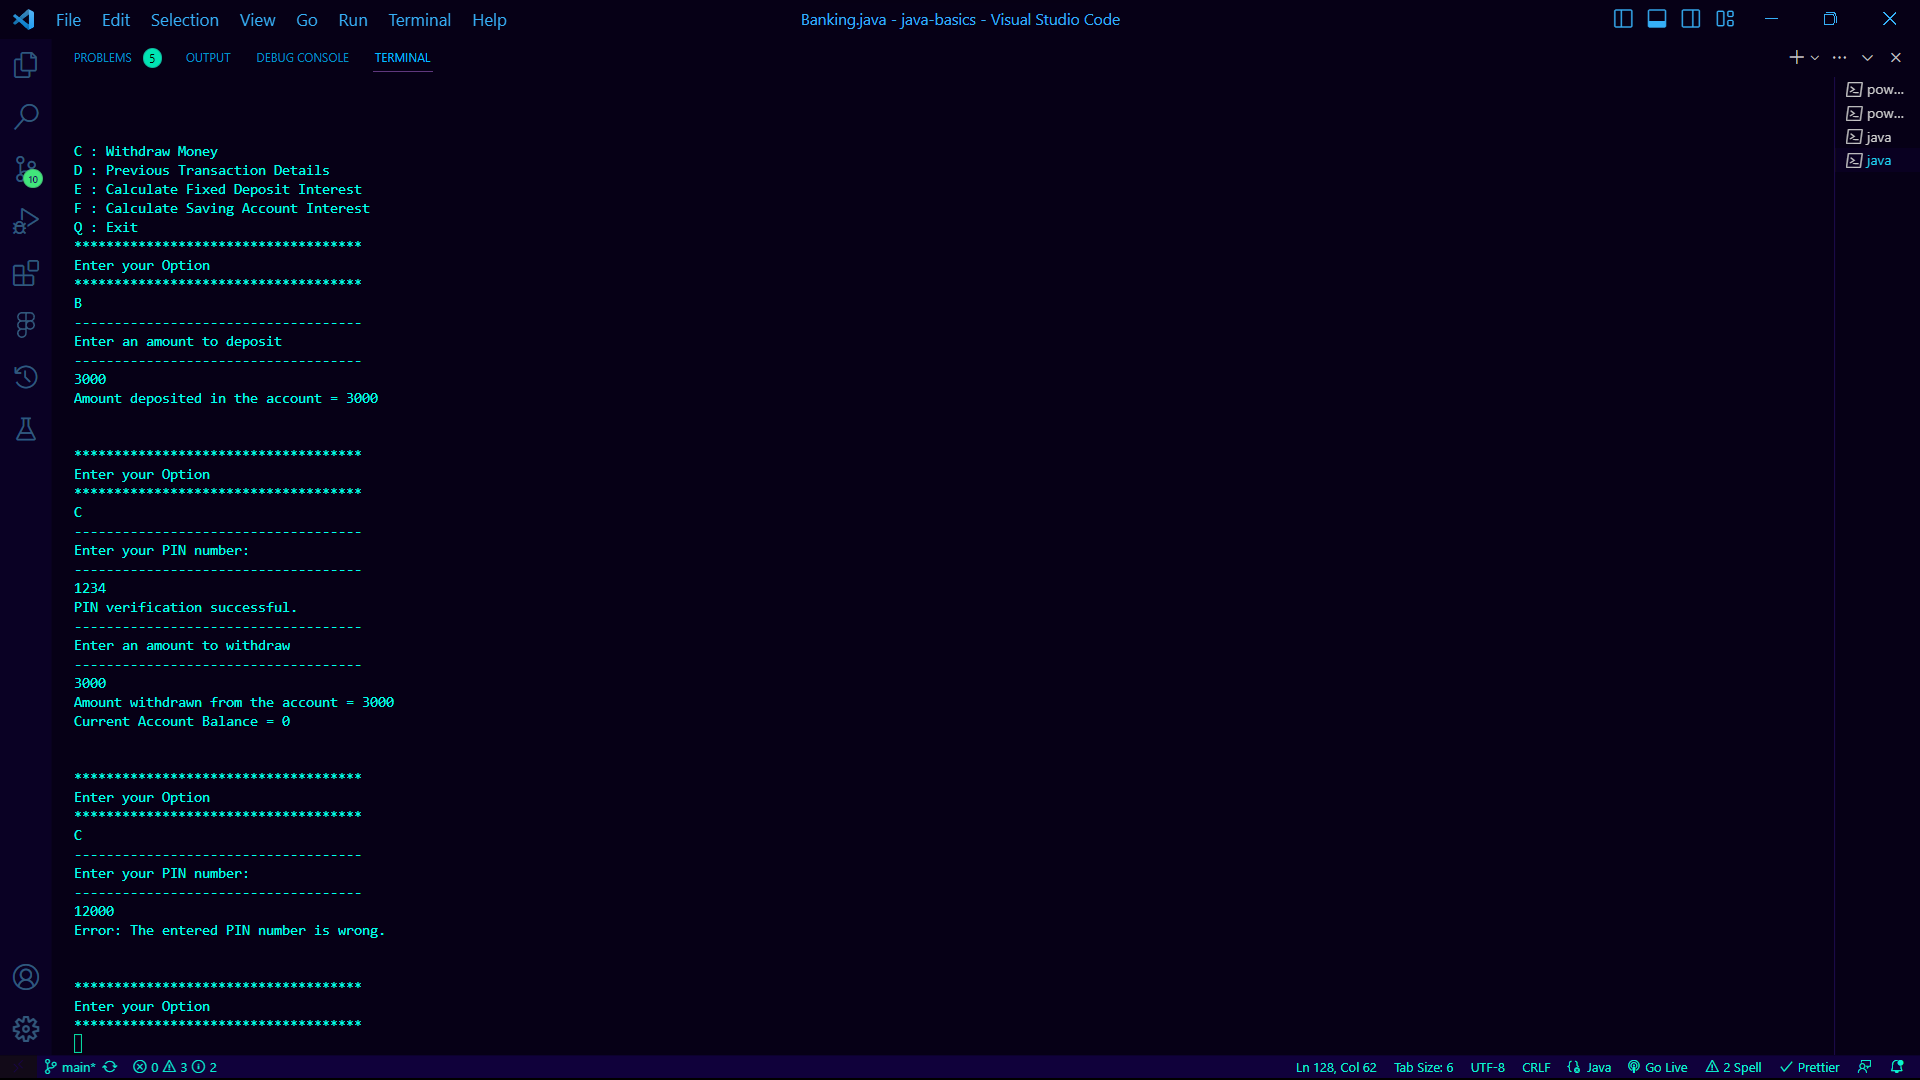 File Edit Selection View Go Run Terminal Help Banking.java - java-basics - Visual Studio Code
PROBLEMS 5 OUTPUT DEBUG CONSOLE TERMINAL
pow...
pow...
java
java
10
C : Withdraw Money
D : Previous Transaction Details
E : Calculate Fixed Deposit Interest
F : Calculate Saving Account Interest
Q : Exit
************************************
Enter your Option
************************************
B
------------------------------------
Enter an amount to deposit
------------------------------------
3000
Amount deposited in the account = 3000
************************************
Enter your Option
************************************
C
------------------------------------
Enter your PIN number:
------------------------------------
1234
PIN verification successful.
------------------------------------
Enter an amount to withdraw
------------------------------------
3000
Amount withdrawn from the account = 3000
Current Account Balance = 0
************************************
Enter your Option
************************************
C
------------------------------------
Enter your PIN number:
------------------------------------
12000
Error: The entered PIN number is wrong.
************************************
Enter your Option
************************************
main* 0 3 2 Ln 128, Col 62 Tab Size: 6 UTF-8 CRLF Java Go Live 2 Spell Prettier